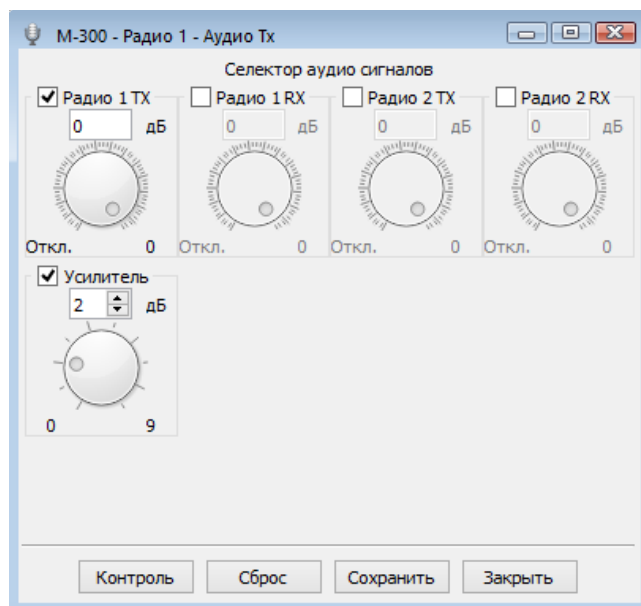 M-300 - Радио 1 - Аудио Tx
Селектор аудио сигналов
Радио 1 TX Радио 1 RX Радио 2 TX Радио 2 RX
0 дБ 0 дБ 0 дБ 0 дБ
Откл. 0 Откл. 0 Откл. 0 Откл. 0
Усилитель
2 дБ
0 9
Контроль Сброс Сохранить Закрыть